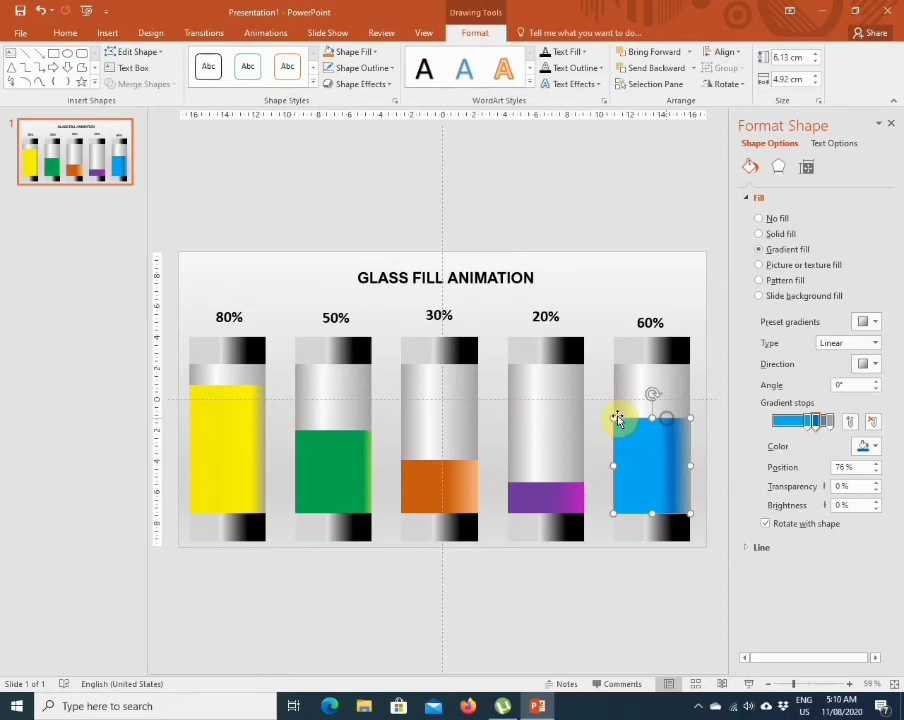 Presentation1 - PowerPoint
Drawing Tools
File
Home
Insert
Design
Transitions
Animations
Slide Show
Review
View
Format
Tell me what you want to do...
Share
Edit Shape
Text Box
Merge Shapes
Insert Shapes
Abc
Abc
Abc
Shape Fill
Shape Outline
Shape Effects
Shape Styles
A
A
A
Text Fill
Text Outline
Text Effects
WordArt Styles
Bring Forward
Send Backward
Selection Pane
Align
Group
Rotate
Arrange
6.13 cm
4.92 cm
Size
1
GLASS FILL ANIMATION
80%
50%
30%
20%
60%
Format Shape
Shape Options
Text Options
Fill
No fill
Solid fill
Gradient fill
Picture or texture fill
Pattern fill
Slide background fill
Preset gradients
Type
Linear
Direction
Angle
0°
Gradient stops
Color
Position
76 %
Transparency
0 %
Brightness
0 %
Rotate with shape
Line
Slide 1 of 1
English (United States)
Notes
Comments
59 %
Type here to search
ENG
US
5:10 AM
11/08/2020
7